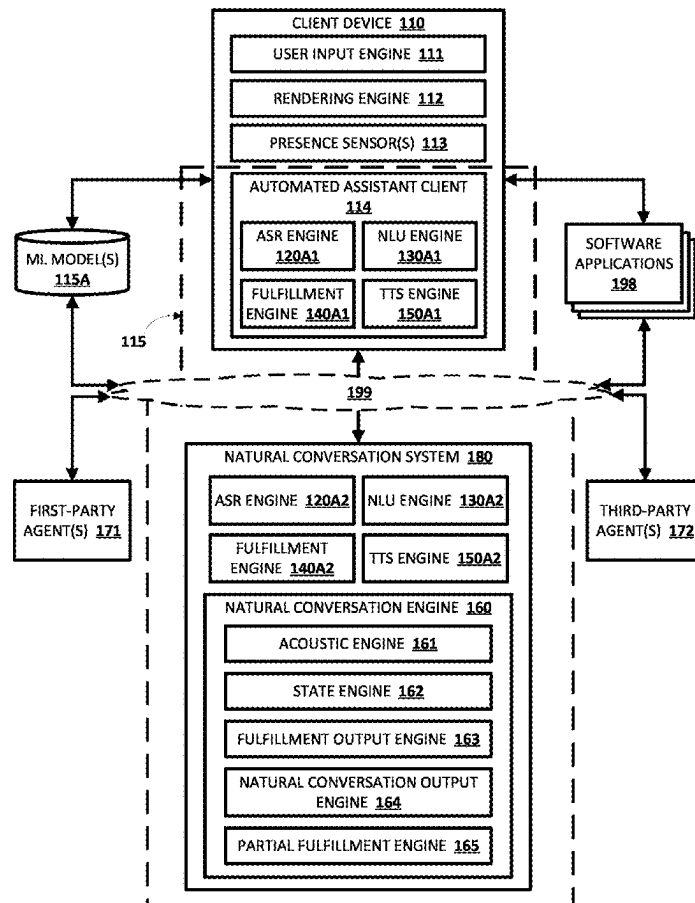 CLIENT DEVICE 110
USER INPUT ENGINE 111
RENDERING ENGINE 112
PRESENCE SENSOR(S) 113
AUTOMATED ASSISTANT CLIENT
114
ASR ENGINE
120A1
NLU ENGINE
130A1
FULFILLMENT
ENGINE 140A1
TTS ENGINE
150A1
ML MODEL(S)
115A
SOFTWARE
APPLICATIONS
198
115
199
NATURAL CONVERSATION SYSTEM 180
ASR ENGINE 120A2
NLU ENGINE 130A2
FULFILLMENT
ENGINE 140A2
TTS ENGINE 150A2
FIRST-PARTY
AGENT(S) 171
THIRD-PARTY
AGENT(S) 172
NATURAL CONVERSATION ENGINE 160
ACOUSTIC ENGINE 161
STATE ENGINE 162
FULFILLMENT OUTPUT ENGINE 163
NATURAL CONVERSATION OUTPUT
ENGINE 164
PARTIAL FULFILLMENT ENGINE 165